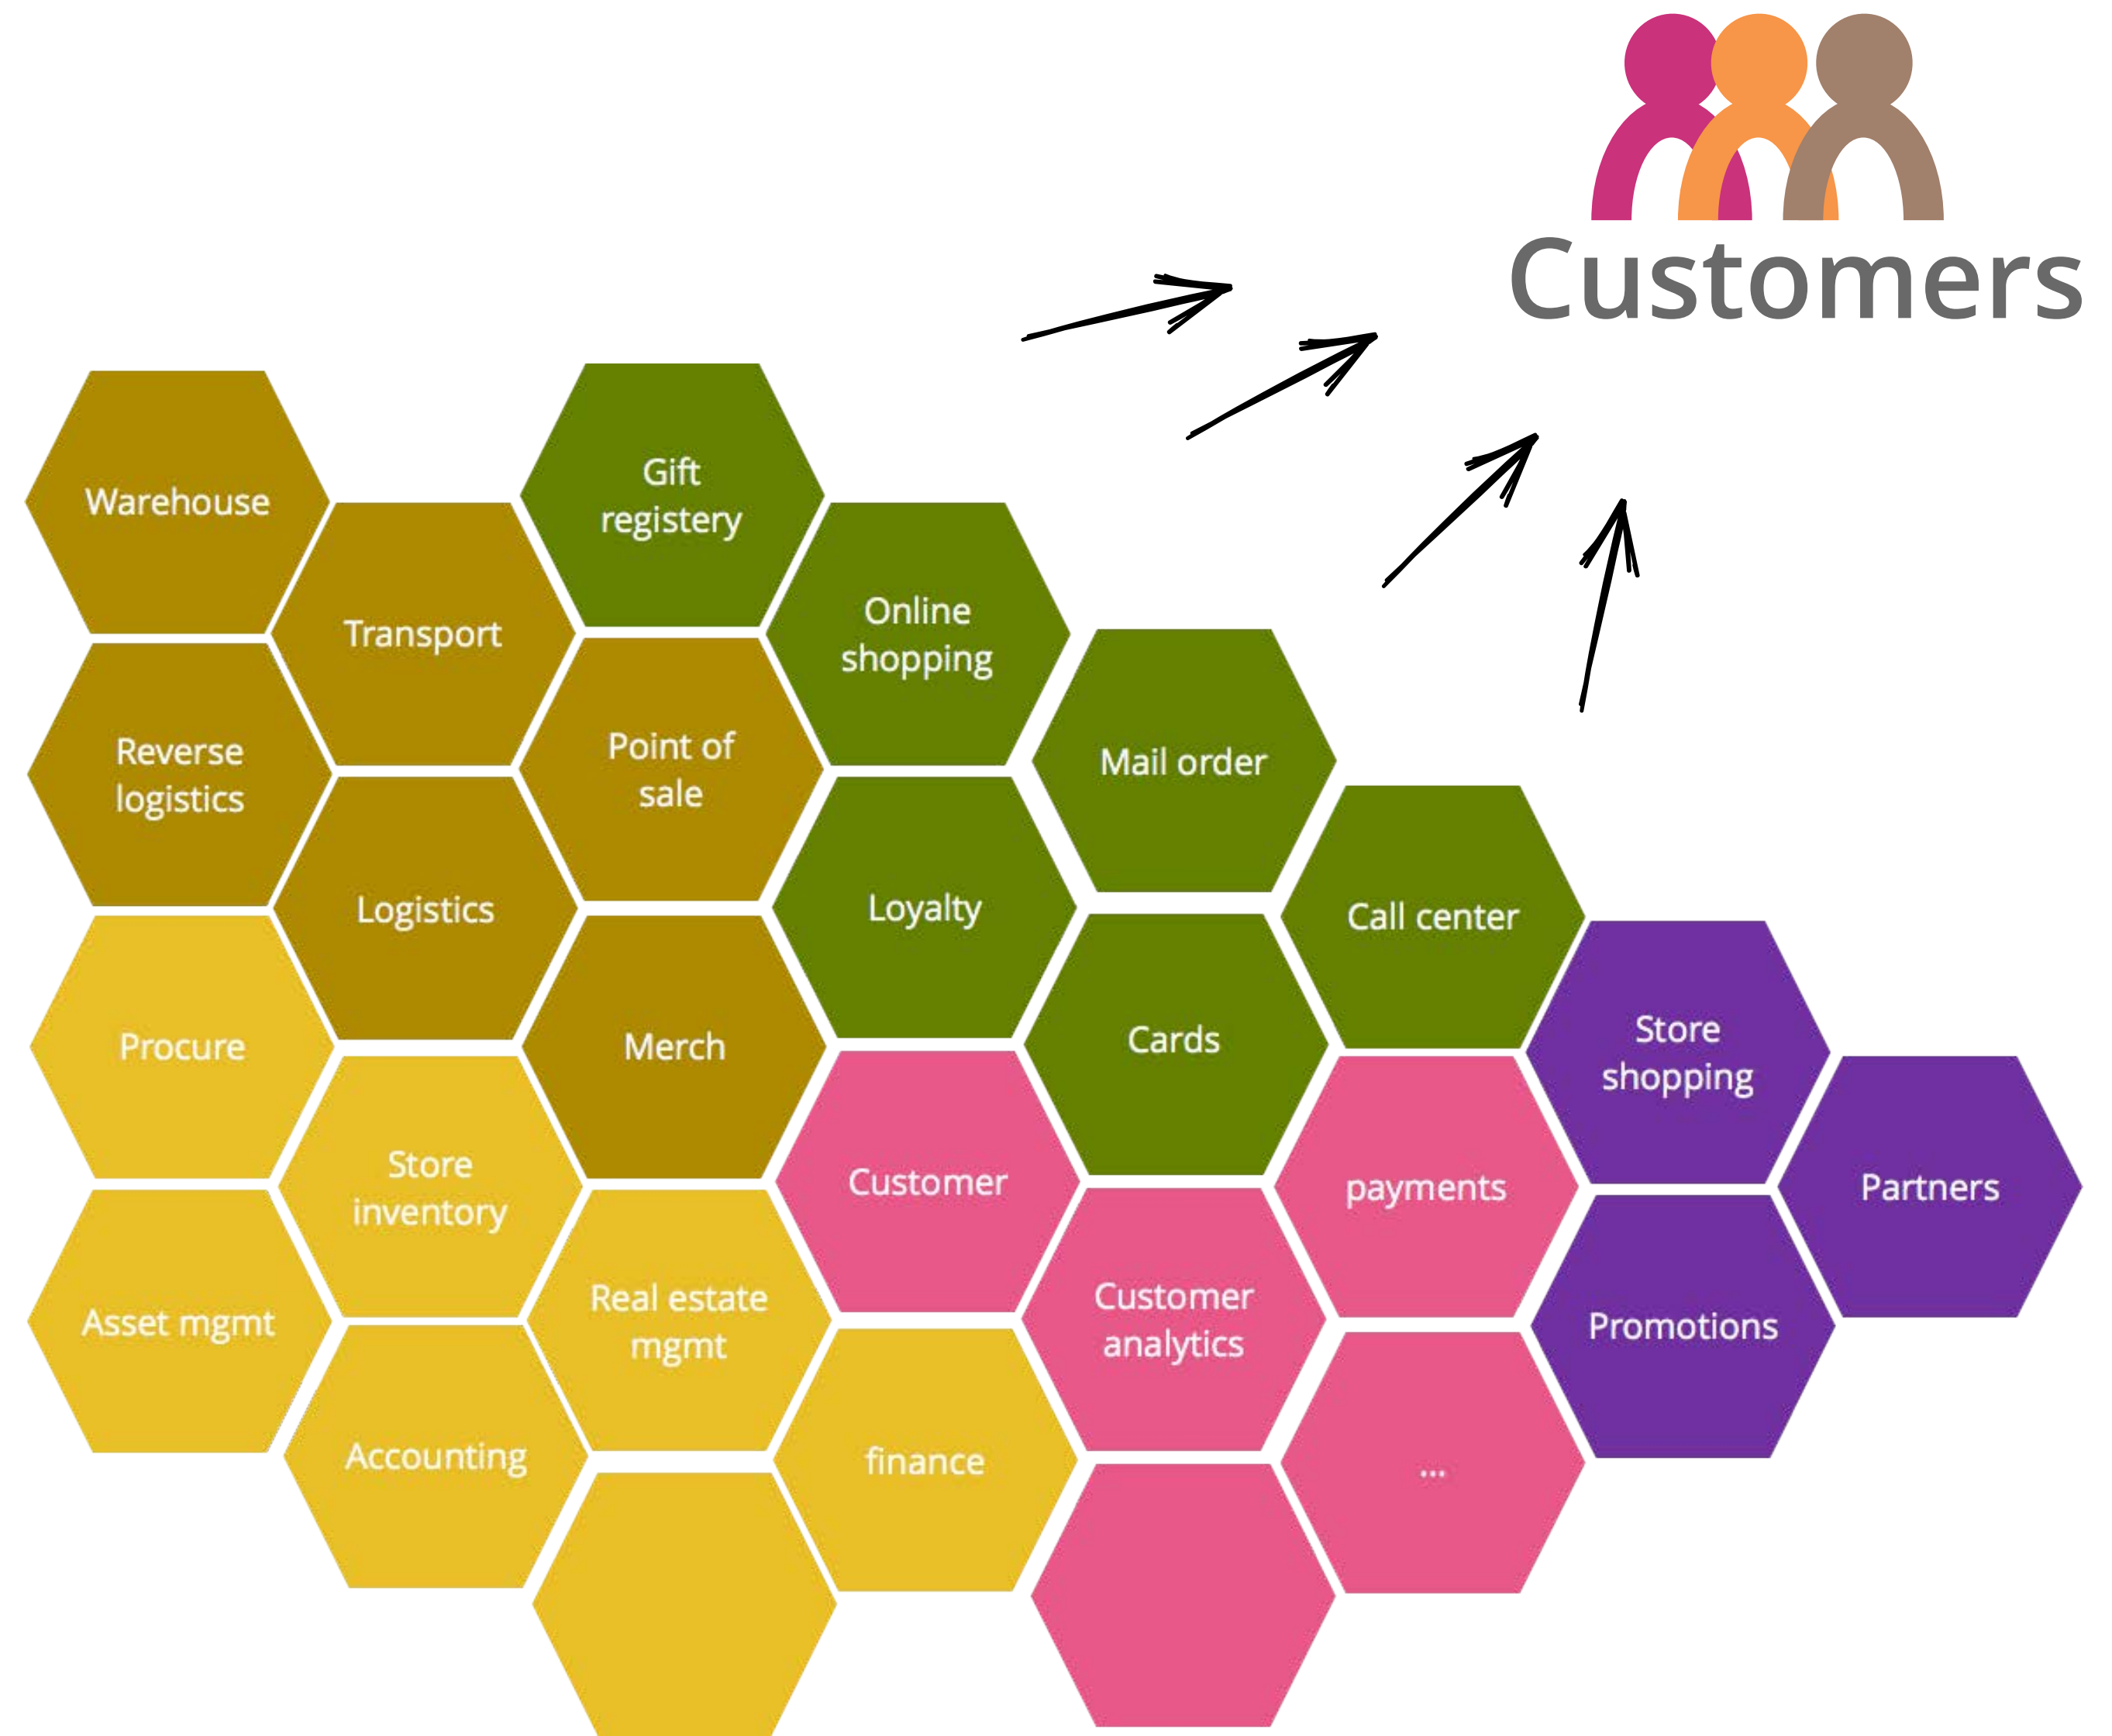 Customers
Warehouse
Gift
registery
Transport
Online
shopping
Reverse
logistics
Point of
sale
Mail order
Logistics
Loyalty
Call center
Procure
Merch
Cards
Store
shopping
Store
inventory
Customer
payments
Partners
Asset mgmt
Real estate
mgmt
Customer
analytics
Promotions
Accounting
finance
...